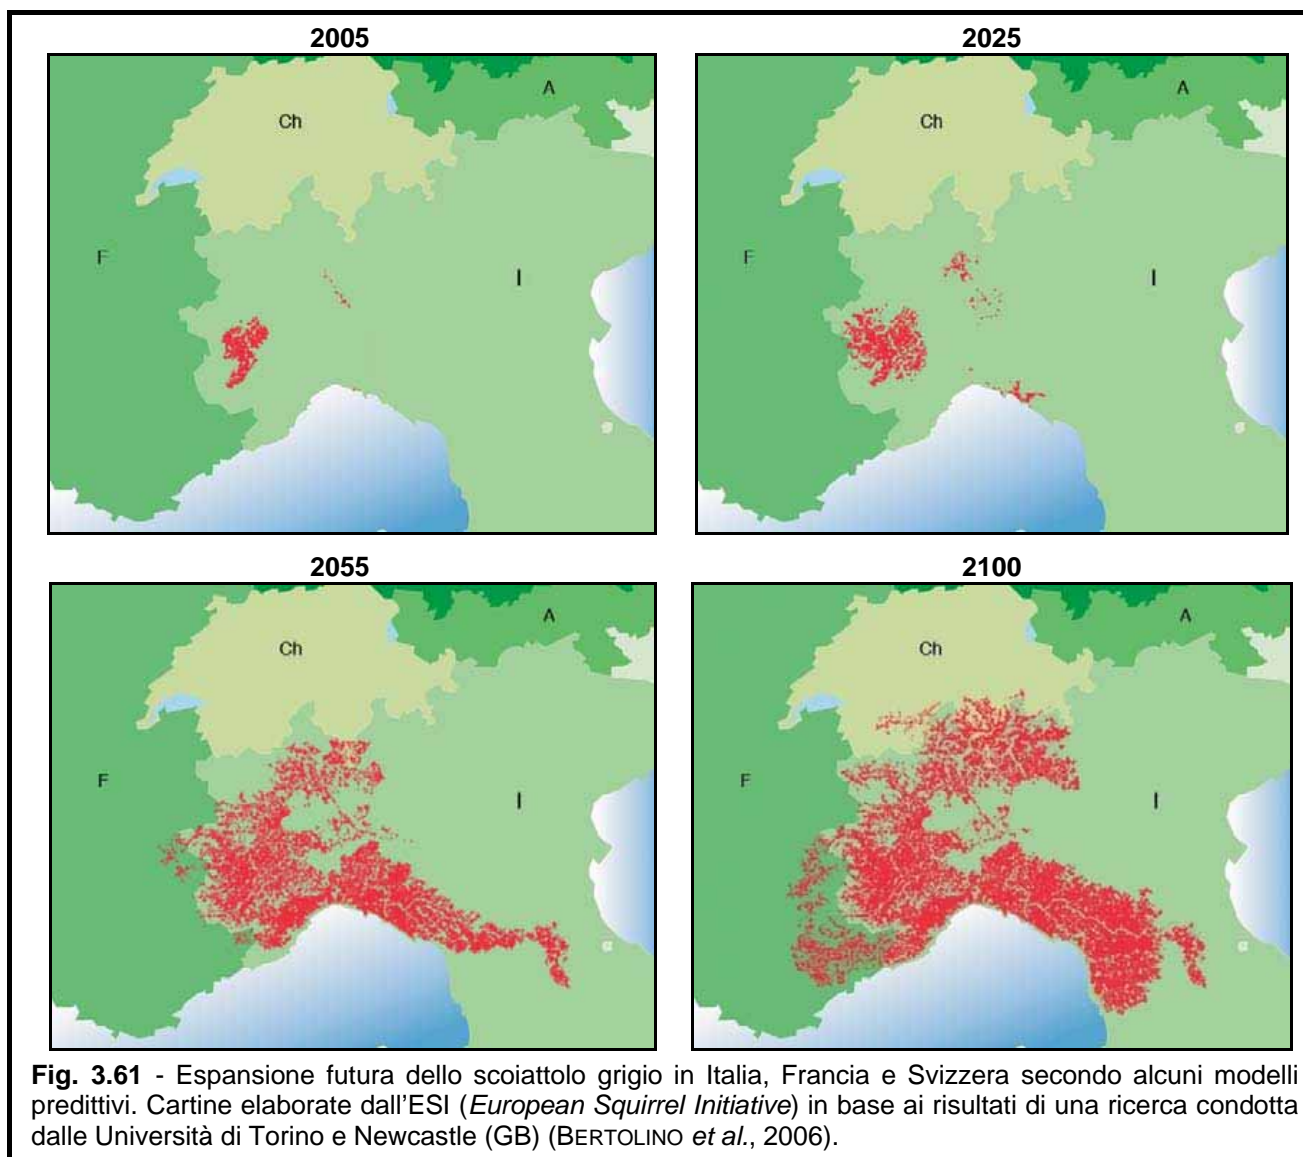 2005
2025
A
Ch
F
I
A
Ch
F
I
2055
2100
A
Ch
F
I
A
Ch
F
I
Fig. 3.61 - Espansione futura dello scoiattolo grigio in Italia, Francia e Svizzera secondo alcuni modelli
predittivi. Cartine elaborate dall'ESI (European Squirrel Initiative) in base ai risultati di una ricerca condotta
dalle Università di Torino e Newcastle (GB) (BERTOLINO et al., 2006).